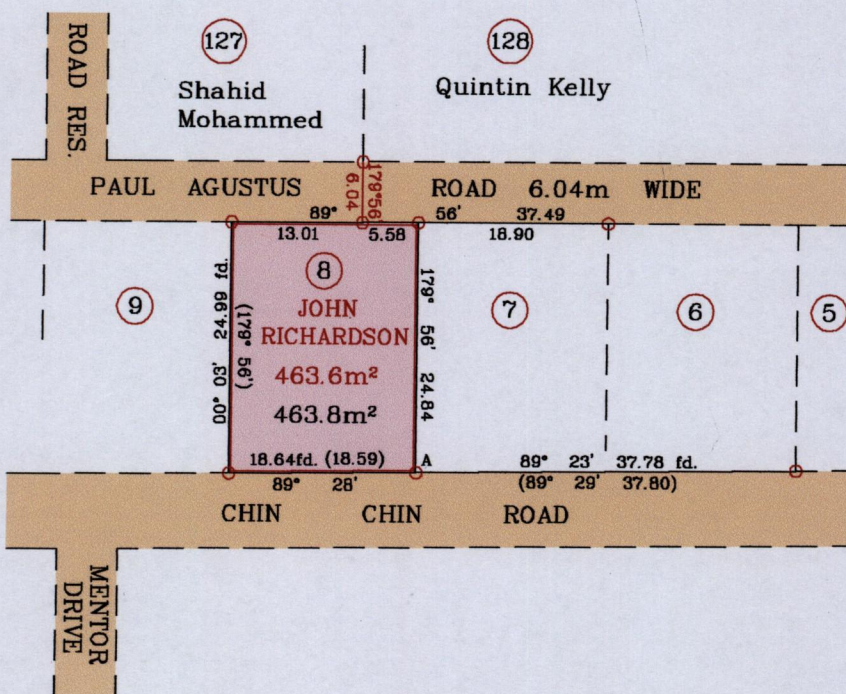 127
128
ROAD RES.
Shahid
Mohammed
Quintin Kelly
179°56'
6.04
PAUL AGUSTUS ROAD 6.04m WIDE
89° 56' 37.49
13.01 5.58 18.90
9
8
7
6
5
JOHN
RICHARDSON
463.6m²
463.8m²
00° 03' 24.99 fd.
(179° 56')
179° 56' 24.84
18.64fd. (18.59) A
89° 28'
89° 23' 37.78 fd.
(89° 29' 37.80)
CHIN CHIN ROAD
MENTOR
DRIVE